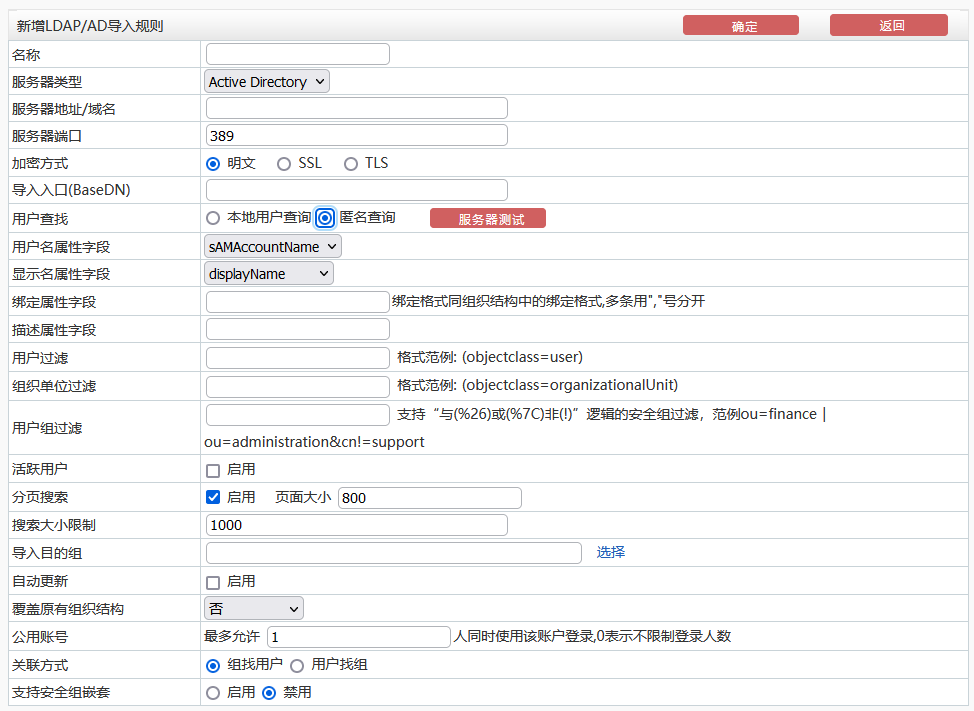 新增LDAP/AD导入规则 确定 返回
名称
服务器类型 Active Directory
服务器地址/域名
服务器端口 389
加密方式 明文 SSL TLS
导入入口(BaseDN)
用户查找 本地用户查询 匿名查询 服务器测试
用户名属性字段 sAMAccountName
显示名属性字段 displayName
绑定属性字段 绑定格式同组织结构中的绑定格式,多条用","号分开
描述属性字段
用户过滤 格式范例: (objectclass=user)
组织单位过滤 格式范例: (objectclass=organizationalUnit)
用户组过滤 支持“与(%26)或(%7C)非(!)”逻辑的安全组过滤，范例ou=finance |
ou=administration&cn!=support
活跃用户 启用
分页搜索 启用 页面大小 800
搜索大小限制 1000
导入目的组 选择
自动更新 启用
覆盖原有组织结构 否
公用账号 最多允许 1 人同时使用该账户登录,0表示不限制登录人数
关联方式 组找用户 用户找组
支持安全组嵌套 启用 禁用